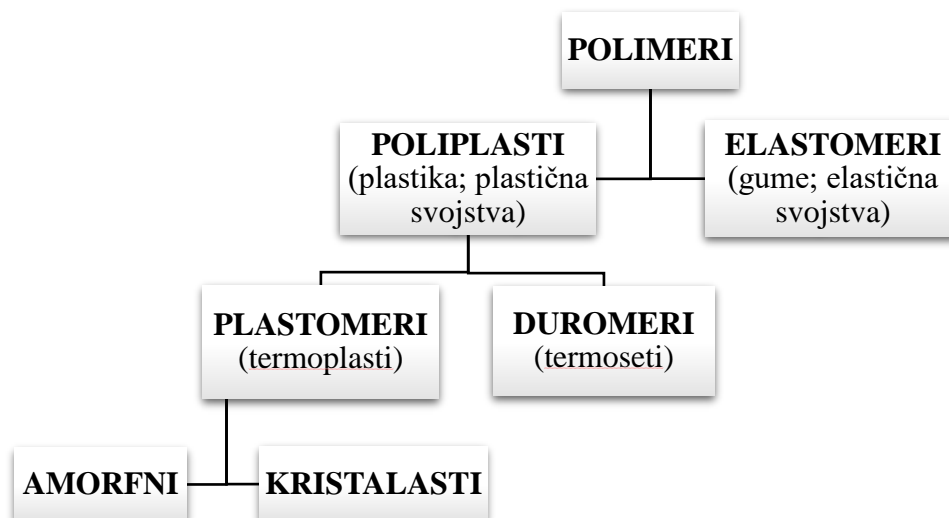 POLIMERI
POLIPLASTI
(plastika; plastična
svojstva)
ELASTOMERI
(gume; elastična
svojstva)
PLASTOMERI
(termoplasti)
DUROMERI
(termoseti)
AMORFNI
KRISTALASTI